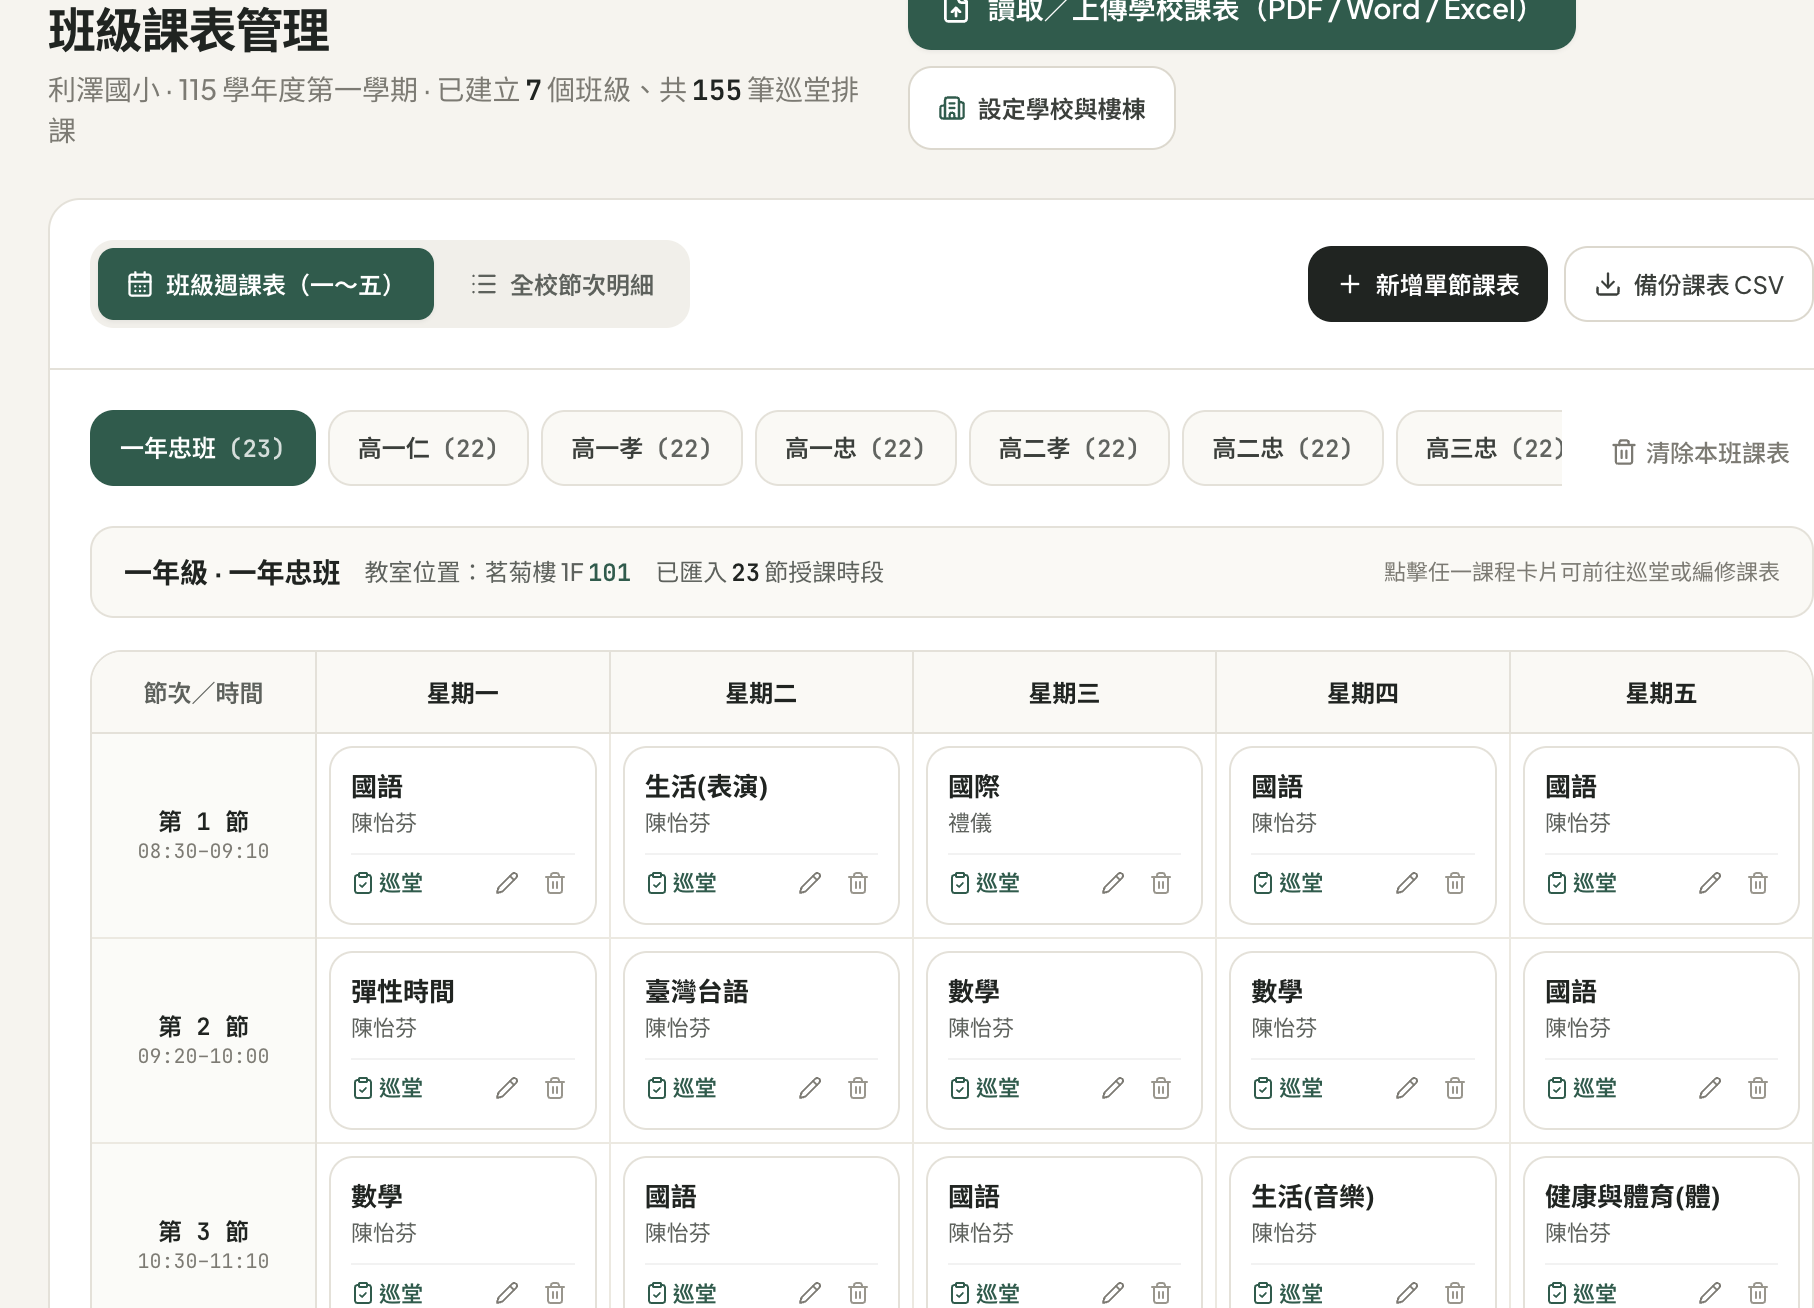 班級課表管理
讀取／上傳學校課表（PDF / Word / Excel）
利澤國小 · 115 學年度第一學期 · 已建立 7 個班級、共 155 筆巡堂排
課
設定學校與樓棟
班級週課表（一～五）
全校節次明細
新增單節課表
備份課表 CSV
一年忠班 (23)
高一仁 (22)
高一孝 (22)
高一忠 (22)
高二孝 (22)
高二忠 (22)
高三忠 (22)
清除本班課表
一年級 · 一年忠班 教室位置：茗菊樓 1F 101 已匯入 23 節授課時段
點擊任一課程卡片可前往巡堂或編修課表
節次／時間 星期一 星期二 星期三 星期四 星期五
第 1 節
08:30-09:10
國語
陳怡芬
巡堂
生活(表演)
陳怡芬
巡堂
國際
禮儀
巡堂
國語
陳怡芬
巡堂
國語
陳怡芬
巡堂
第 2 節
09:20-10:00
彈性時間
陳怡芬
巡堂
臺灣台語
陳怡芬
巡堂
數學
陳怡芬
巡堂
數學
陳怡芬
巡堂
國語
陳怡芬
巡堂
第 3 節
10:30-11:10
數學
陳怡芬
巡堂
國語
陳怡芬
巡堂
國語
陳怡芬
巡堂
生活(音樂)
陳怡芬
巡堂
健康與體育(體)
陳怡芬
巡堂